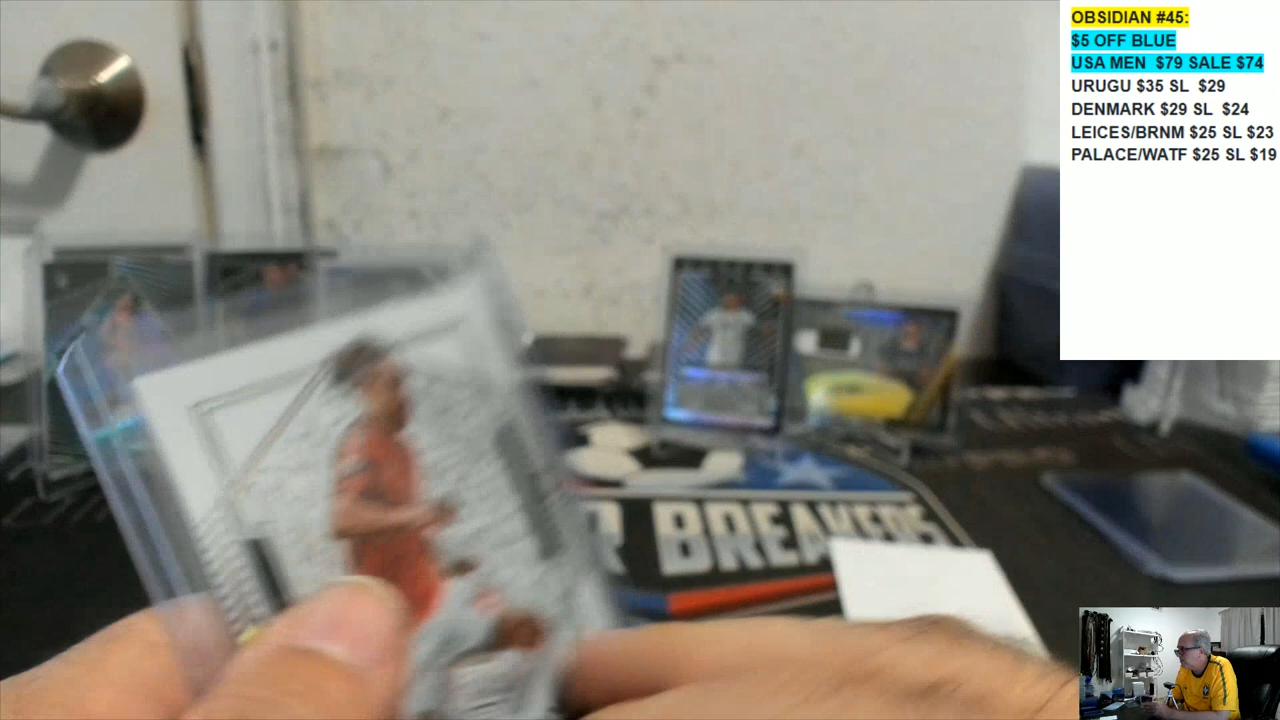 OBSIDIAN #45:
$5 OFF BLUE
USA MEN $79 SALE $74
URUGU $35 SL $29
DENMARK $29 SL $24
LEICES/BRNM $25 SL $23
PALACE/WATF $25 SL $19
R BREAKERS